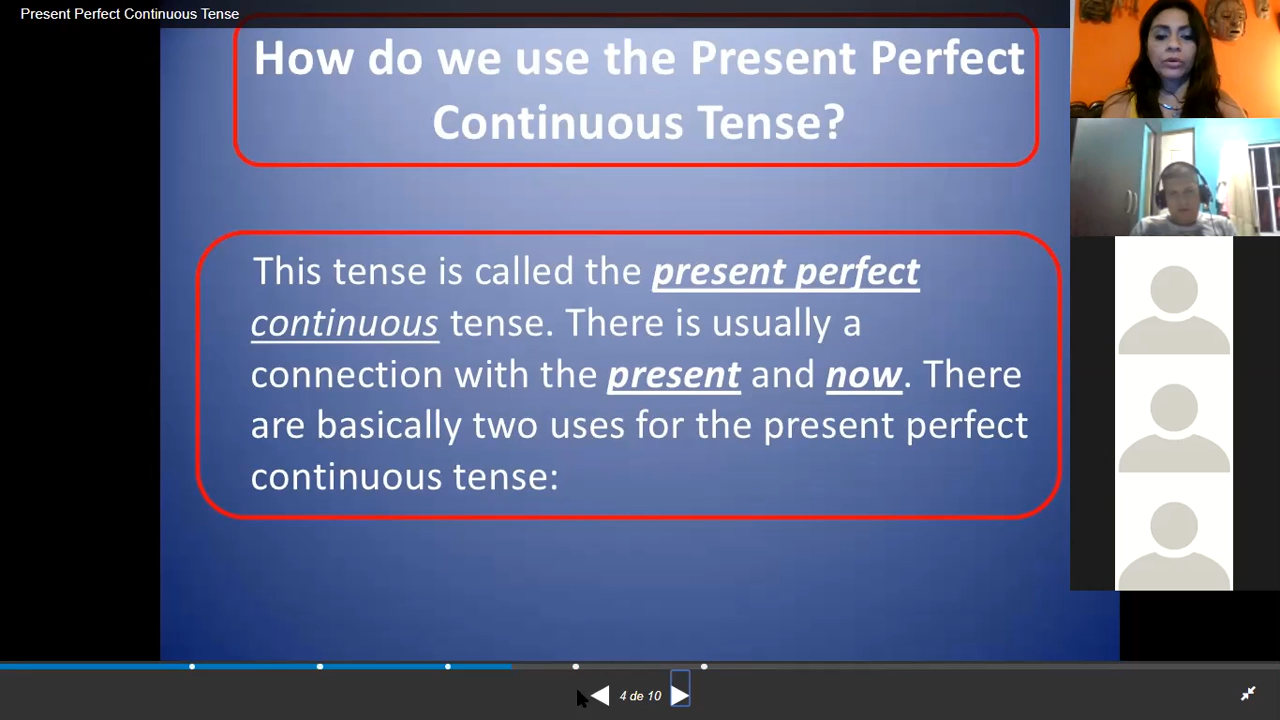 Present Perfect Continuous Tense
How do we use the Present Perfect
Continuous Tense?
This tense is called the present perfect
continuous tense. There is usually a
connection with the present and now. There
are basically two uses for the present perfect
continuous tense:
4 de 10